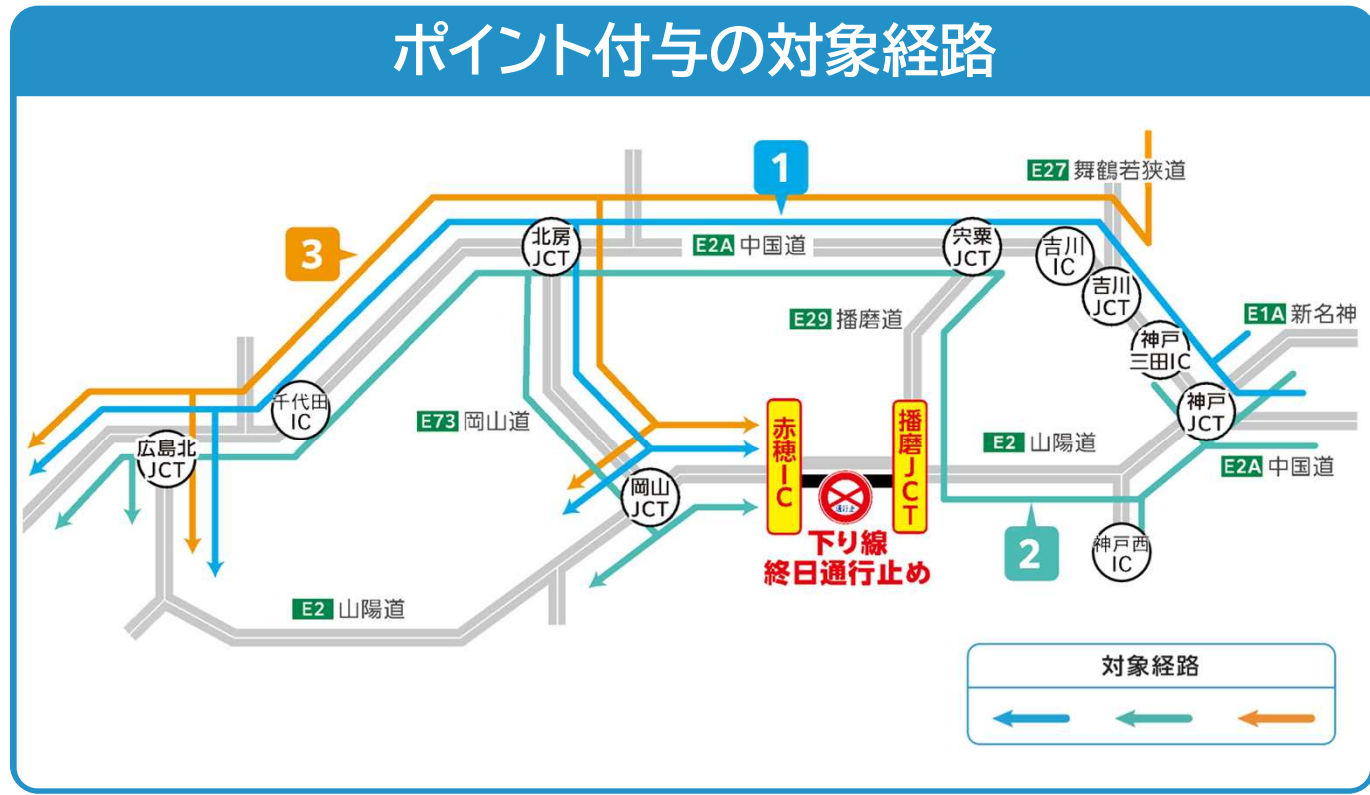 ポイント付与の対象経路
1
E27 舞鶴若狭道
3
北房
JCT
E2A 中国道
宍粟
JCT
吉川
IC
吉川
JCT
E29 播磨道
E1A 新名神
神戸
三田IC
千代田
IC
E73 岡山道
赤穂IC
播磨JCT
神戸
JCT
E2 山陽道
広島北
JCT
E2A 中国道
岡山
JCT
通行止
下り線
終日通行止め
2
神戸西
IC
E2 山陽道
対象経路